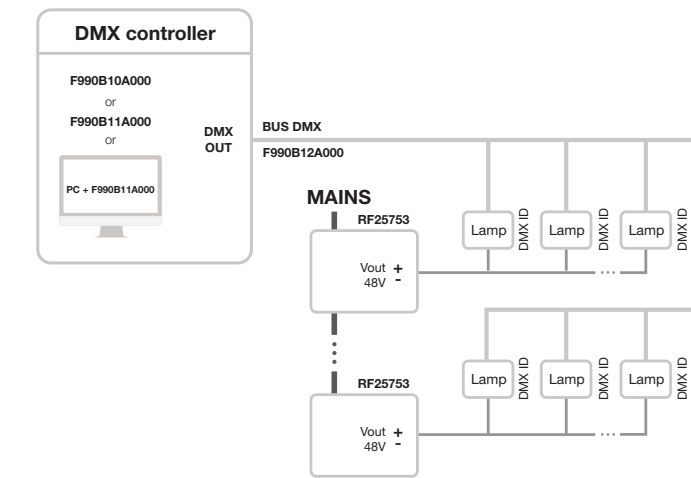 DMX controller
F990B10A000
or
F990B11A000
or
PC + F990B11A000
DMX
OUT
BUS DMX
F990B12A000
MAINS
RF25753
Vout +
48V -
Lamp
DMX ID
Lamp
DMX ID
Lamp
DMX ID
...
RF25753
Vout +
48V -
Lamp
DMX ID
Lamp
DMX ID
Lamp
DMX ID
...